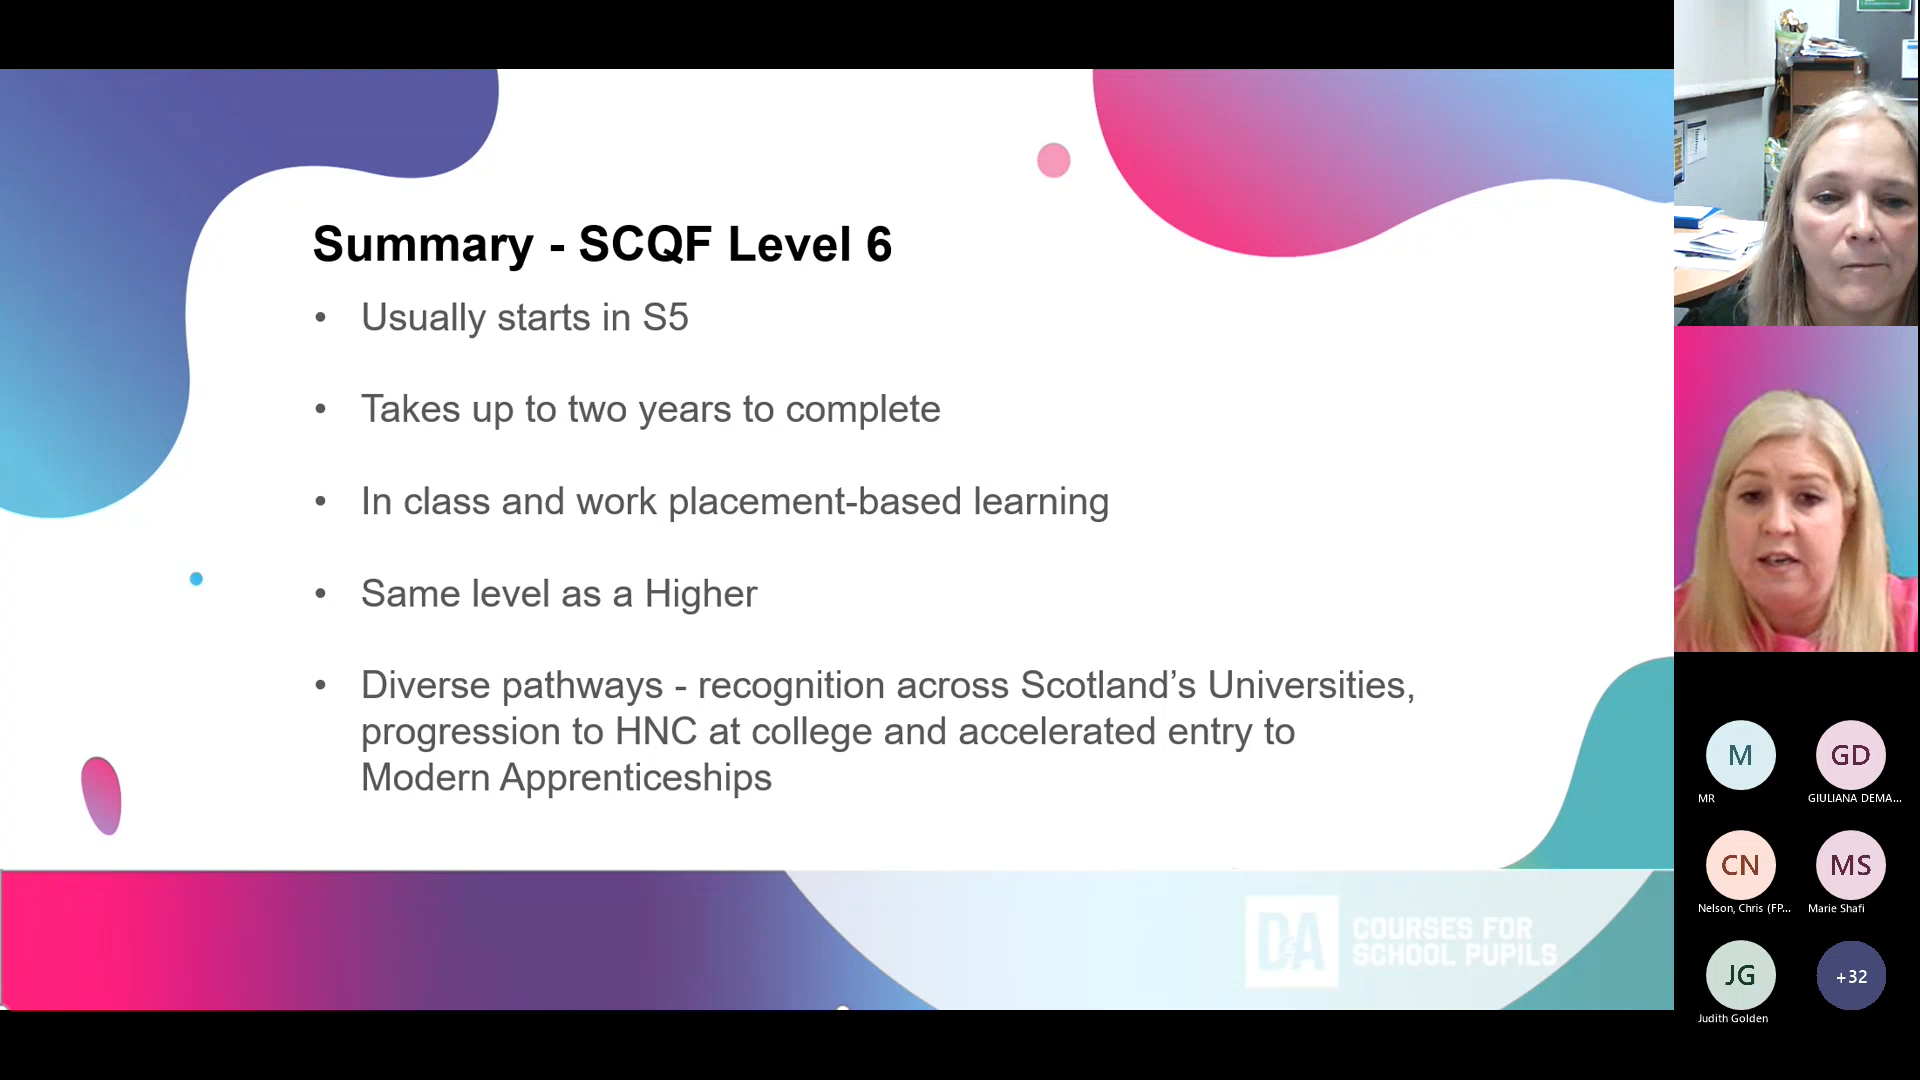 Summary - SCQF Level 6
• Usually starts in S5
• Takes up to two years to complete
• In class and work placement-based learning
• Same level as a Higher
• Diverse pathways - recognition across Scotland’s Universities,
progression to HNC at college and accelerated entry to
Modern Apprenticeships
D&A
COURSES FOR
SCHOOL PUPILS
M
MR
GD
GIULIANA DEMA...
CN
Nelson, Chris (FP...
MS
Marie Shafi
JG
Judith Golden
+32